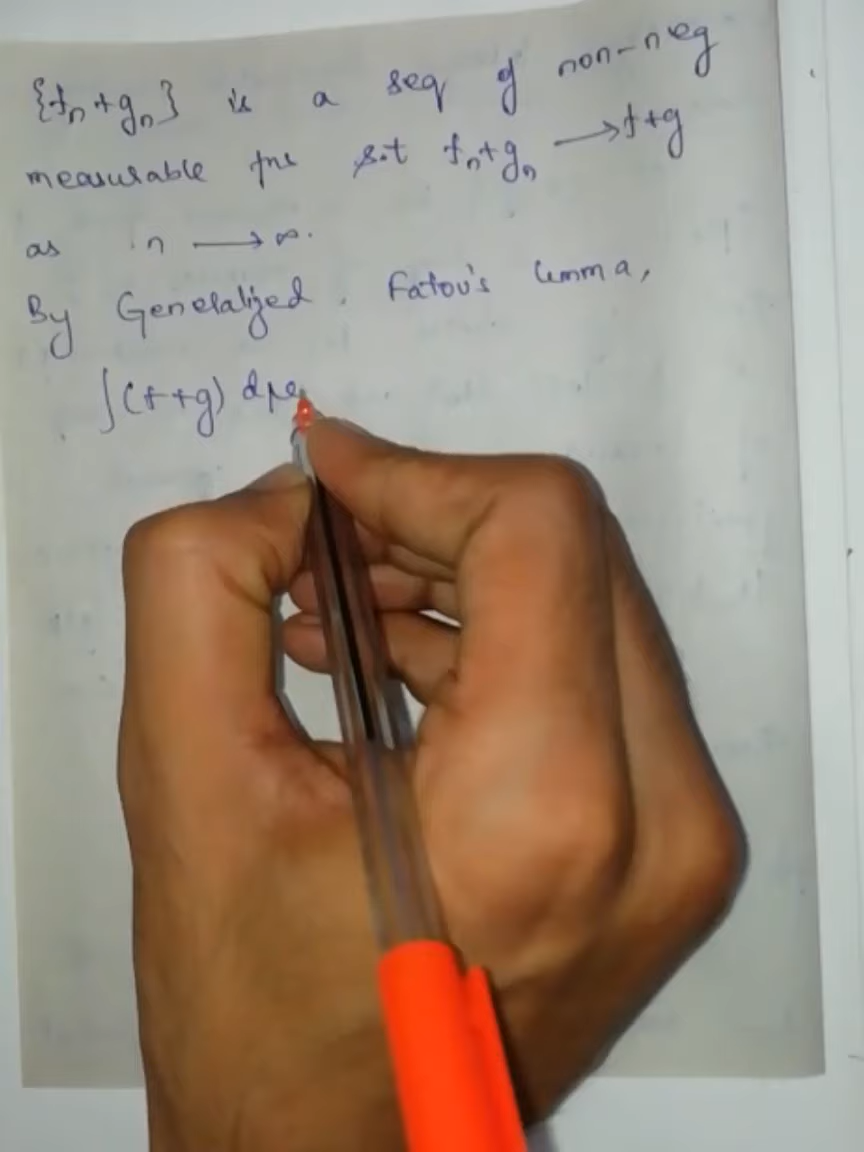 {fn+gn} is a seq of non-neg
measurable fns s.t fn+gn ⟶ f+g
as n ⟶ ∞.
By Generalized Fatou's Lemma,
∫(f+g) dμ